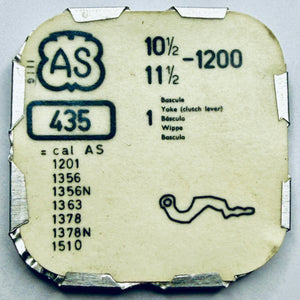 AS
10½
11½
-1200
435
1
Bascule
Yoke (clutch lever)
Báscula
Wippe
Bascula
= cal AS
1201
1356
1356N
1363
1378
1378N
1510